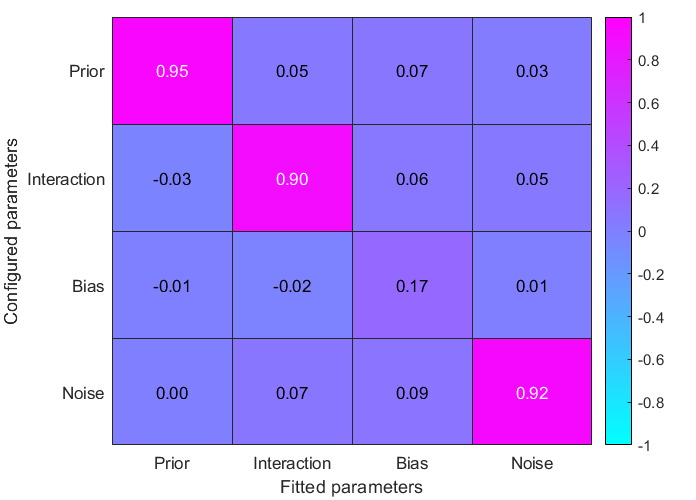 Configured parameters
Prior 0.95 0.05 0.07 0.03
Interaction -0.03 0.90 0.06 0.05
Bias -0.01 -0.02 0.17 0.01
Noise 0.00 0.07 0.09 0.92
Prior Interaction Bias Noise
Fitted parameters
1
0.8
0.6
0.4
0.2
0
-0.2
-0.4
-0.6
-0.8
-1